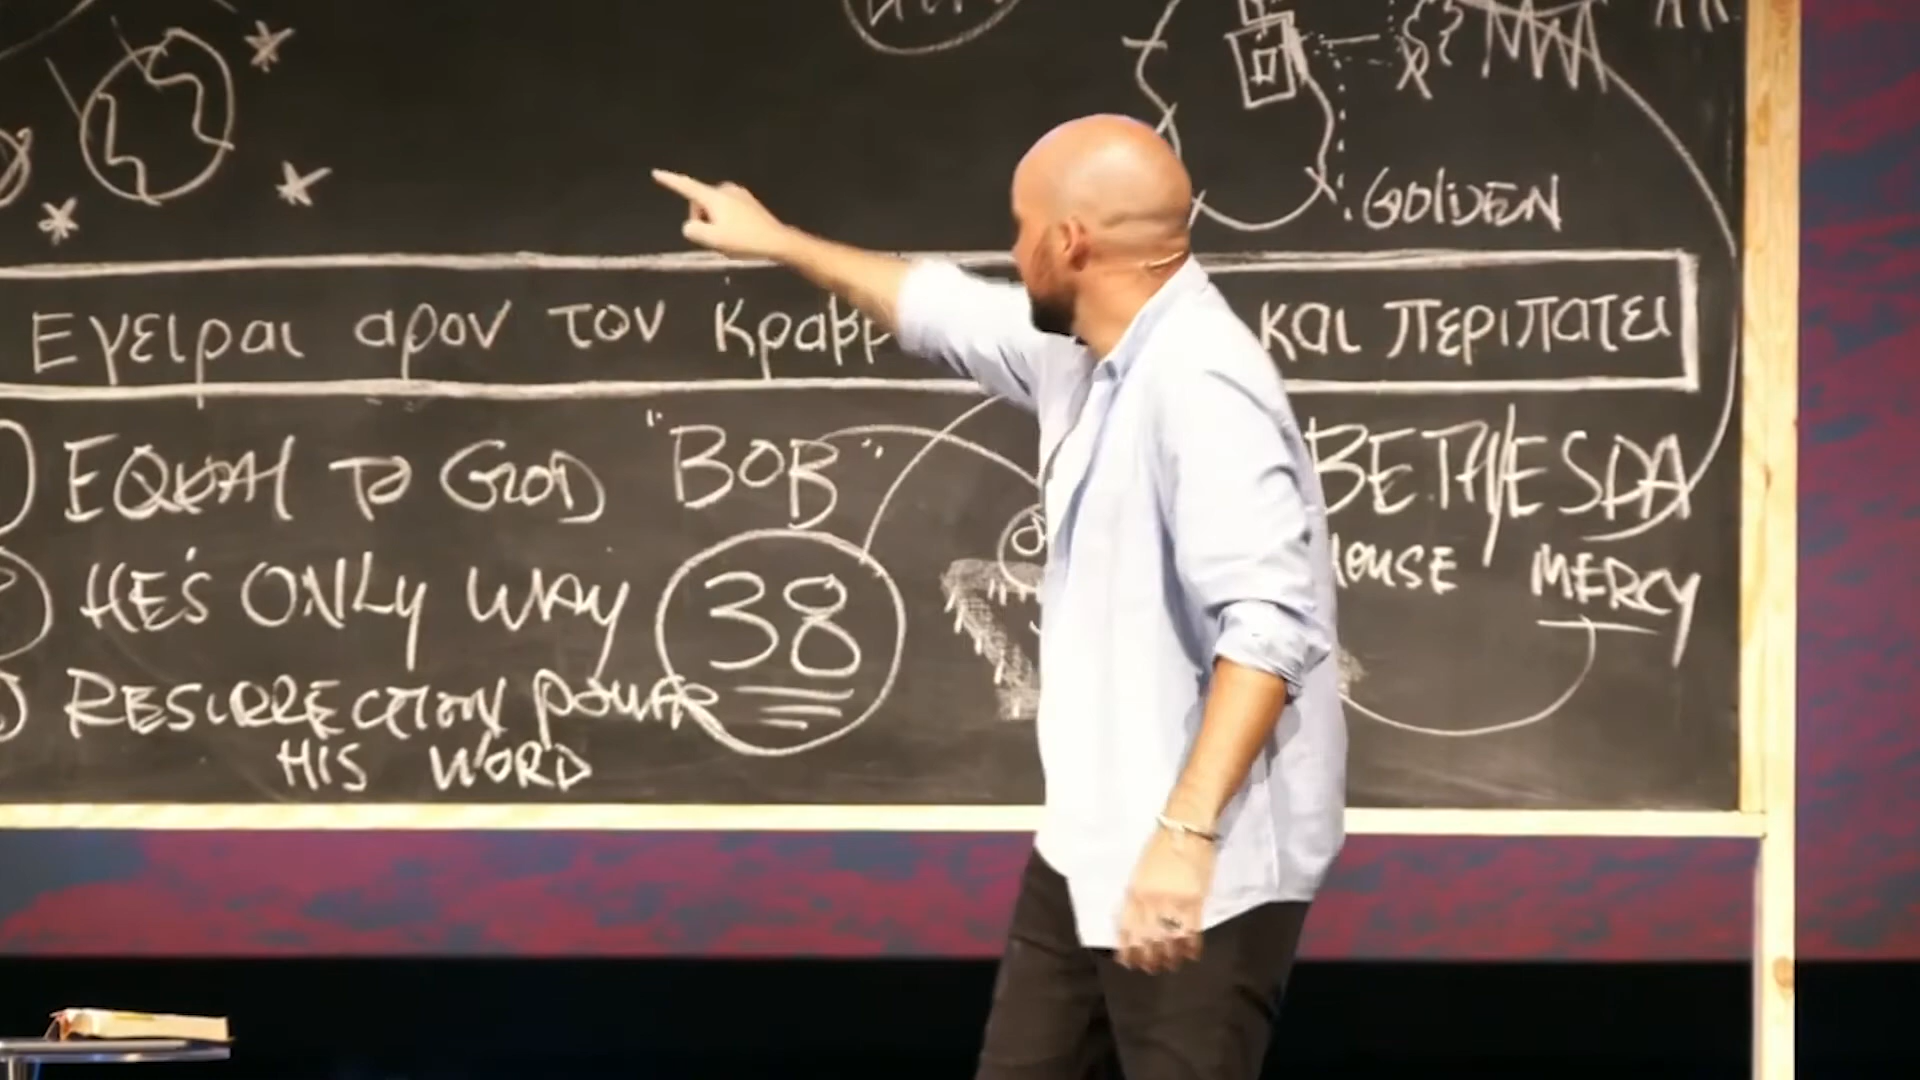 GOLDEN
Εγειραι αρον τον κραββ και περιπατει
EQUAL TO GOD "BOB" BETHESDA
HE'S ONLY WAY 38 HOUSE MERCY
RESURRECTION POWER
HIS WORD